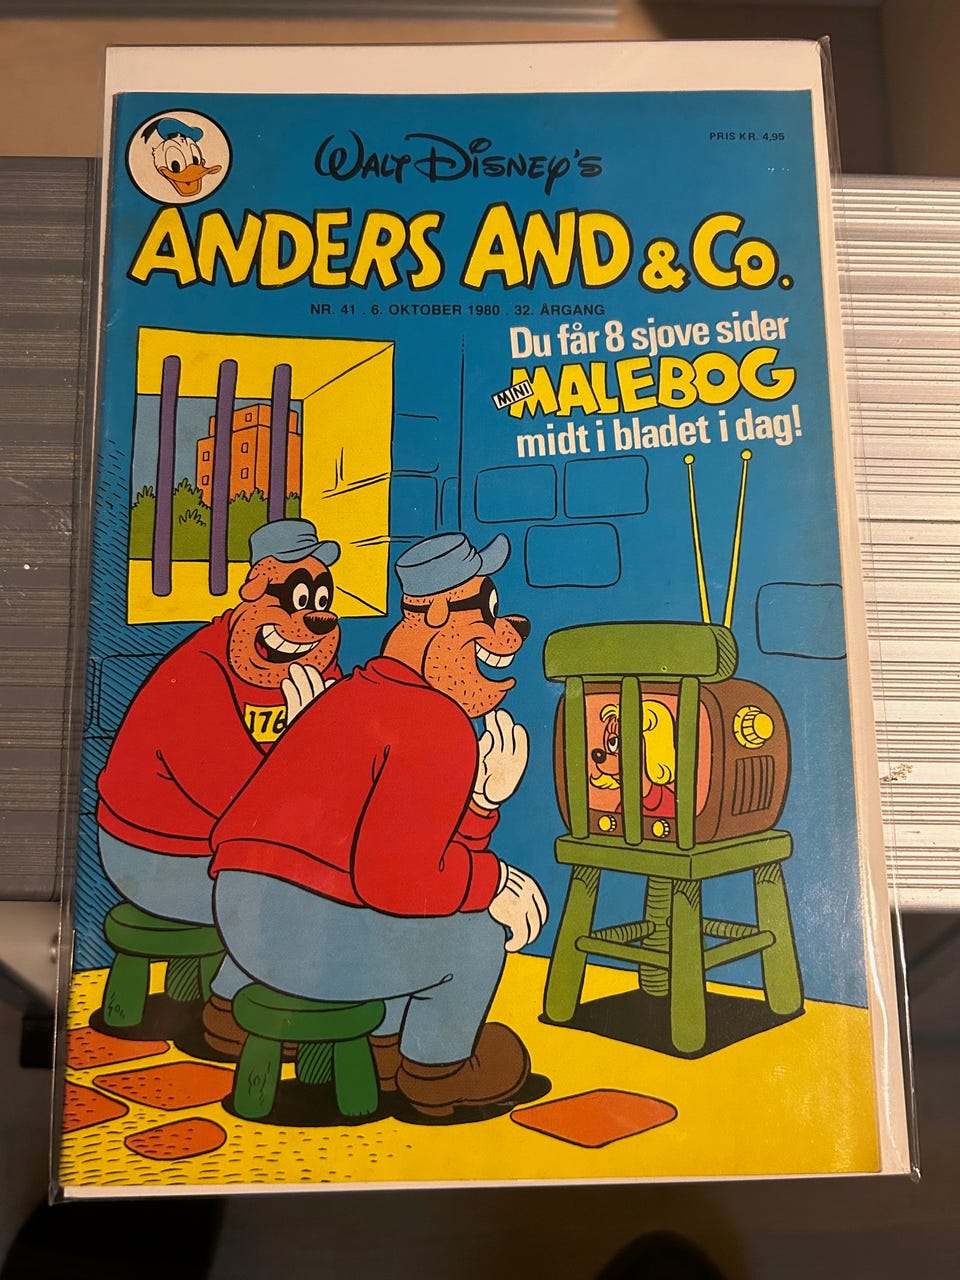 PRIS KR. 4,95
WALT DISNEY'S
ANDERS AND & Co.
NR. 41 . 6. OKTOBER 1980 . 32. ÅRGANG
Du får 8 sjove sider
MINI MALEBOG
midt i bladet i dag!
176